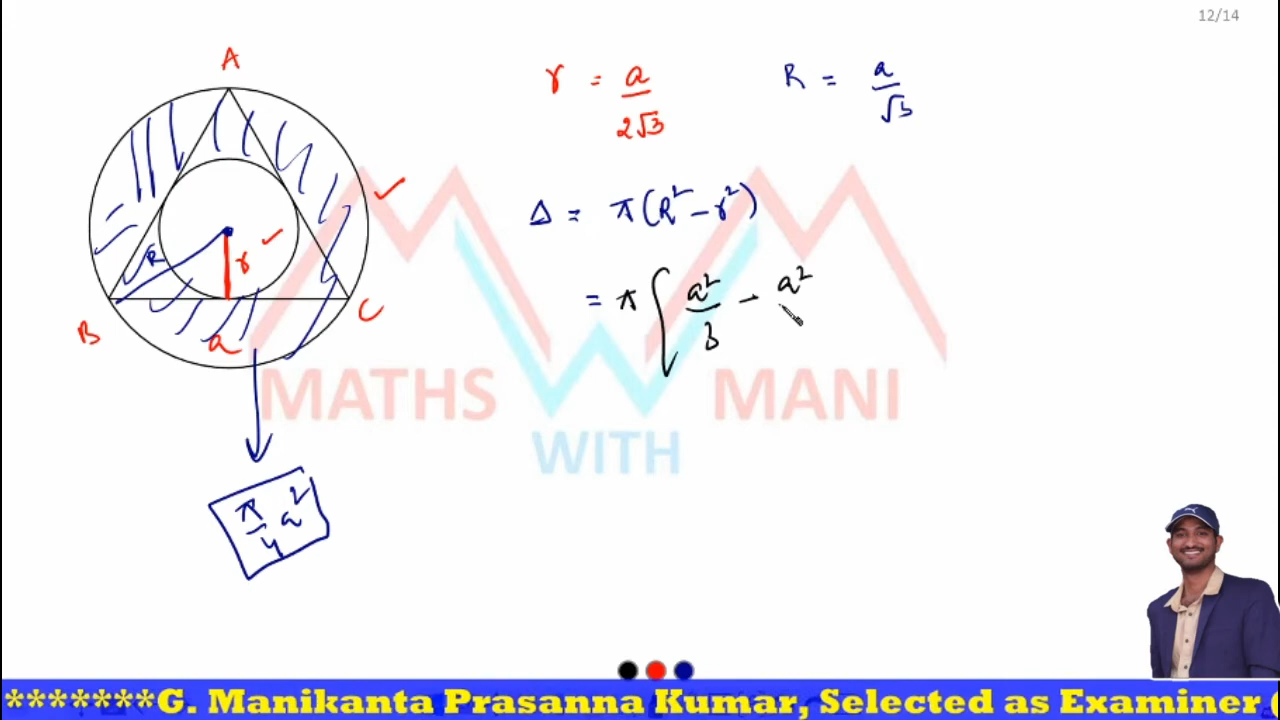 12/14
A
r = a/2√3
R = a/√3
Δ = π(R² - r²)
R
r
= π[a²/3 - a²
B
a
C
MATHS MANI
WITH
π/4 a²
*******G. Manikanta Prasanna Kumar, Selected as Examiner (